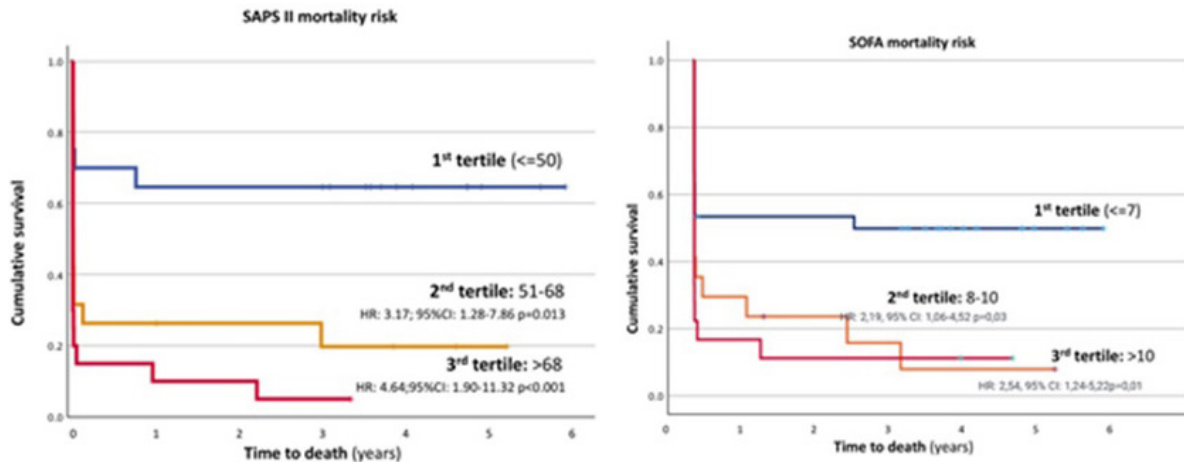 SAPS II mortality risk
Cumulative survival
1.0
0.8
0.6
0.4
0.2
0.0
1st tertile (<=50)
2nd tertile: 51-68
HR: 3.17; 95%CI: 1.28-7.86 p=0.013
3rd tertile: >68
HR: 4.64;95%CI: 1.90-11.32 p<0.001
0 1 2 3 4 5 6
Time to death (years)
SOFA mortality risk
Cumulative survival
1.0
0.8
0.6
0.4
0.2
0.0
1st tertile (<=7)
2nd tertile: 8-10
HR: 2,19, 95% CI: 1,06-4,52 p=0,03
3rd tertile: >10
HR: 2,54, 95% CI: 1,24-5,22p=0,01
0 1 2 3 4 5 6
Time to death (years)